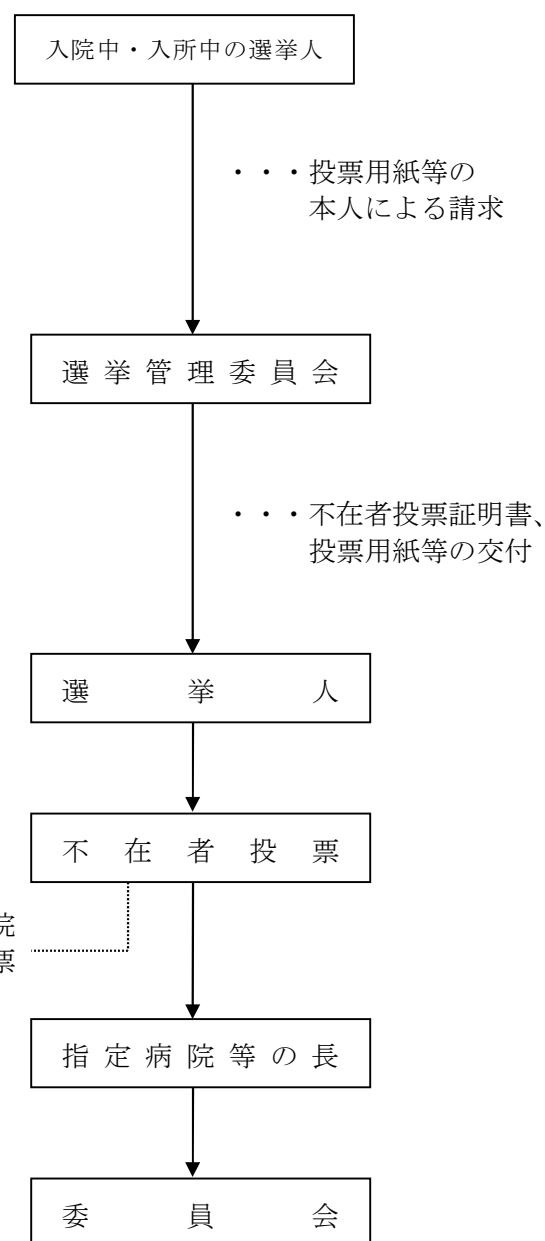 入院中・入所中の選挙人
・・・投票用紙等の
本人による請求
選挙管理委員会
・・・不在者投票証明書、
投票用紙等の交付
選挙人
不在者投票
院
票
指定病院等の長
委員会